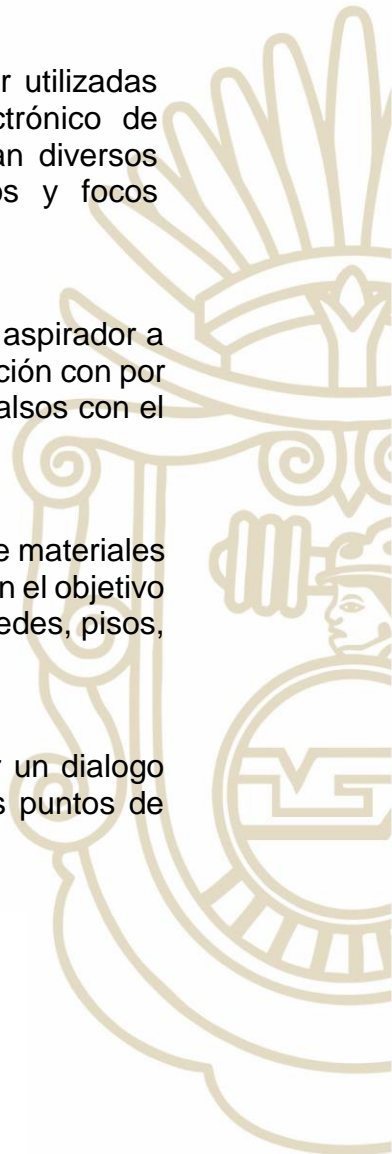 r utilizadas
ctrónico de
an diversos
os y focos
aspirador a
ción con por
alsos con el
e materiales
n el objetivo
edes, pisos,
r un dialogo
s puntos de